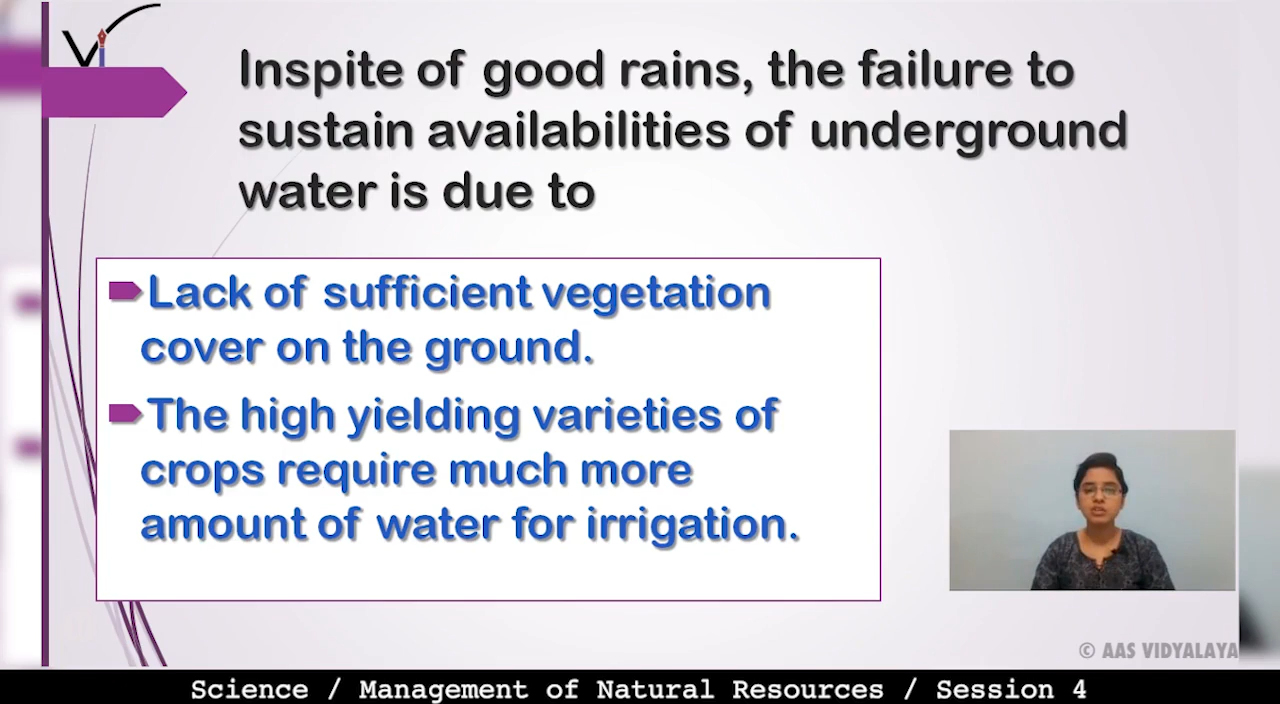 Inspite of good rains, the failure to
sustain availabilities of underground
water is due to
Lack of sufficient vegetation
cover on the ground.
The high yielding varieties of
crops require much more
amount of water for irrigation.
© AAS VIDYALAYA
Science / Management of Natural Resources / Session 4